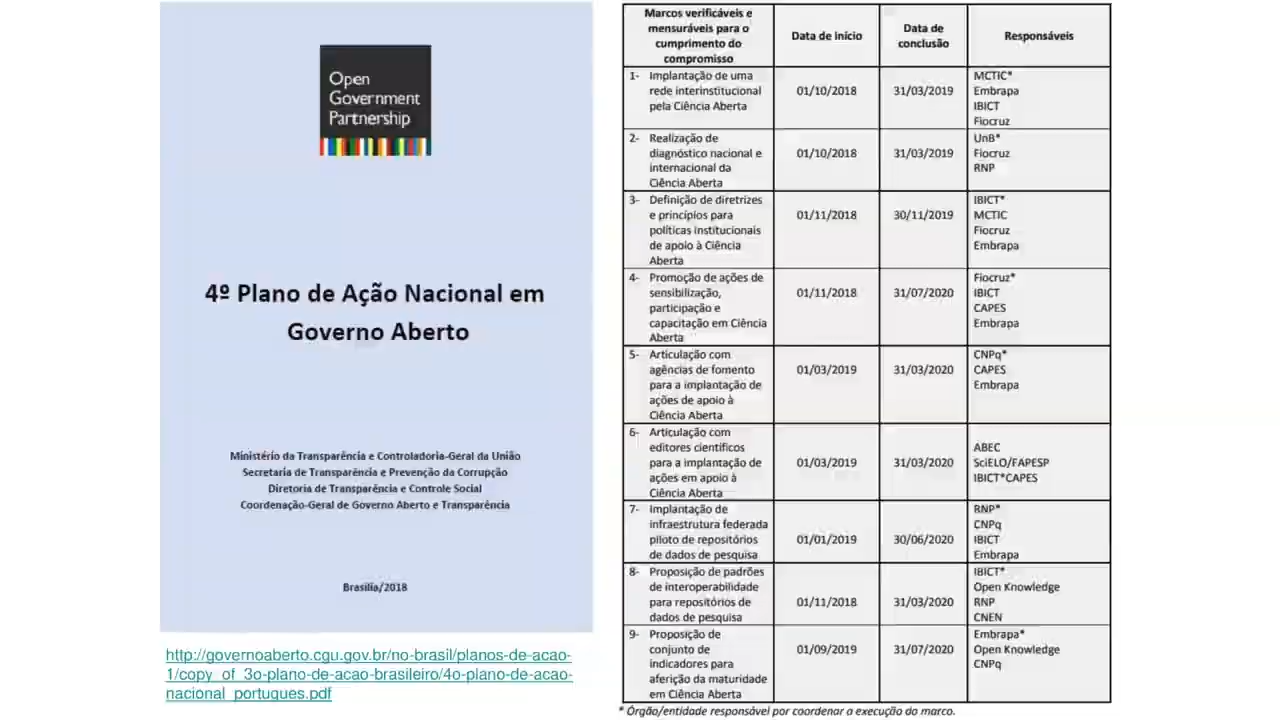 Open
Government
Partnership
4º Plano de Ação Nacional em
Governo Aberto
Ministério da Transparência e Controladoria-Geral da União
Secretaria de Transparência e Prevenção da Corrupção
Diretoria de Transparência e Controle Social
Coordenação-Geral de Governo Aberto e Transparência
Brasília/2018
http://governoaberto.cgu.gov.br/no-brasil/planos-de-acao-
1/copy_of_3o-plano-de-acao-brasileiro/4o-plano-de-acao-
nacional_portugues.pdf
Marcos verificáveis e
mensuráveis para o
cumprimento do
compromisso
Data de início
Data de
conclusão
Responsáveis
1- Implantação de uma
rede interinstitucional
pela Ciência Aberta
01/10/2018
31/03/2019
MCTIC*
Embrapa
IBICT
Fiocruz
2- Realização de
diagnóstico nacional e
internacional da
Ciência Aberta
01/10/2018
31/03/2019
UnB*
Fiocruz
RNP
3- Definição de diretrizes
e princípios para
políticas institucionais
de apoio à Ciência
Aberta
01/11/2018
30/11/2019
IBICT*
MCTIC
Fiocruz
Embrapa
4- Promoção de ações de
sensibilização,
participação e
capacitação em Ciência
Aberta
01/11/2018
31/07/2020
Fiocruz*
IBICT
CAPES
Embrapa
5- Articulação com
agências de fomento
para a implantação de
ações de apoio à
Ciência Aberta
01/03/2019
31/03/2020
CNPq*
CAPES
Embrapa
6- Articulação com
editores científicos
para a implantação de
ações em apoio à
Ciência Aberta
01/03/2019
31/03/2020
ABEC
SciELO/FAPESP
IBICT*CAPES
7- Implantação de
infraestrutura federada
piloto de repositórios
de dados de pesquisa
01/01/2019
30/06/2020
RNP*
CNPq
IBICT
Embrapa
8- Proposição de padrões
de interoperabilidade
para repositórios de
dados de pesquisa
01/11/2018
31/03/2020
IBICT*
Open Knowledge
RNP
CNEN
9- Proposição de
conjunto de
indicadores para
aferição da maturidade
em Ciência Aberta
01/09/2019
31/07/2020
Embrapa*
Open Knowledge
CNPq
* Órgão/entidade responsável por coordenar a execução do marco.